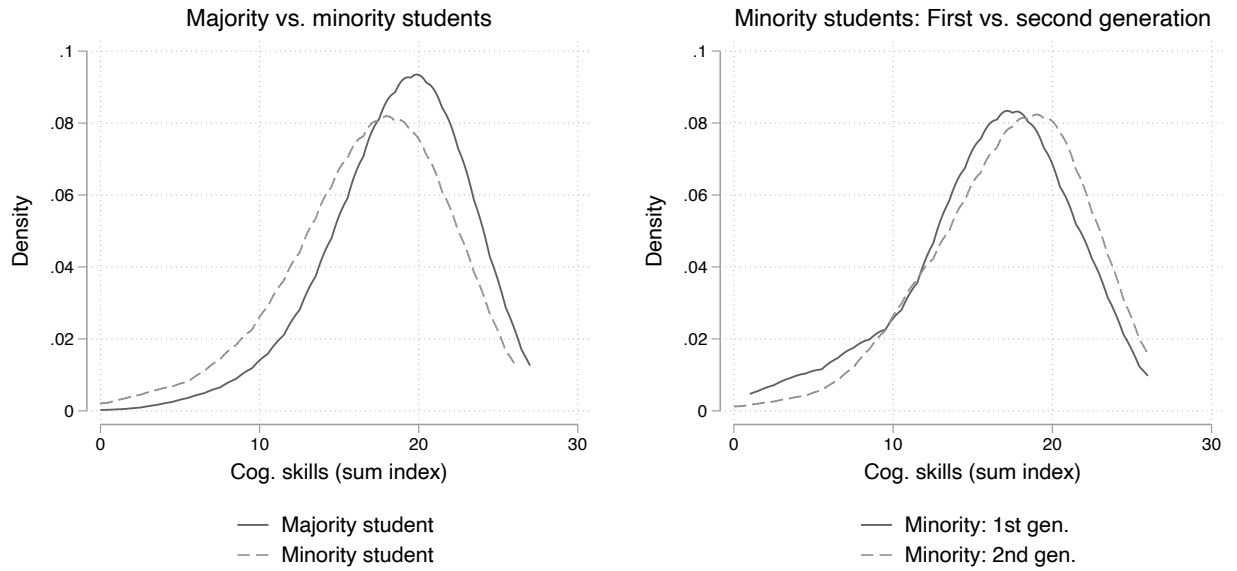 Majority vs. minority students
.1
.08
.06
.04
.02
0
Density
0 10 20 30
Cog. skills (sum index)
Majority student
Minority student
Minority students: First vs. second generation
.1
.08
.06
.04
.02
0
Density
0 10 20 30
Cog. skills (sum index)
Minority: 1st gen.
Minority: 2nd gen.